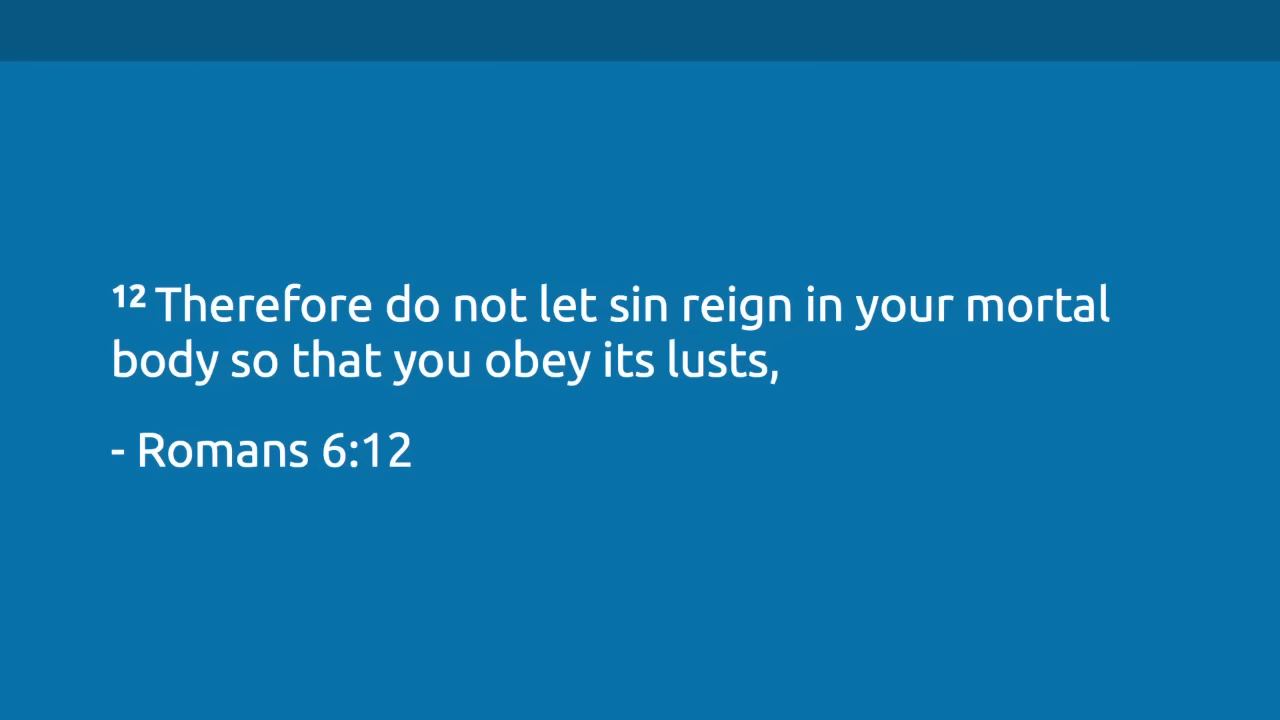 ¹² Therefore do not let sin reign in your mortal
body so that you obey its lusts,
- Romans 6:12